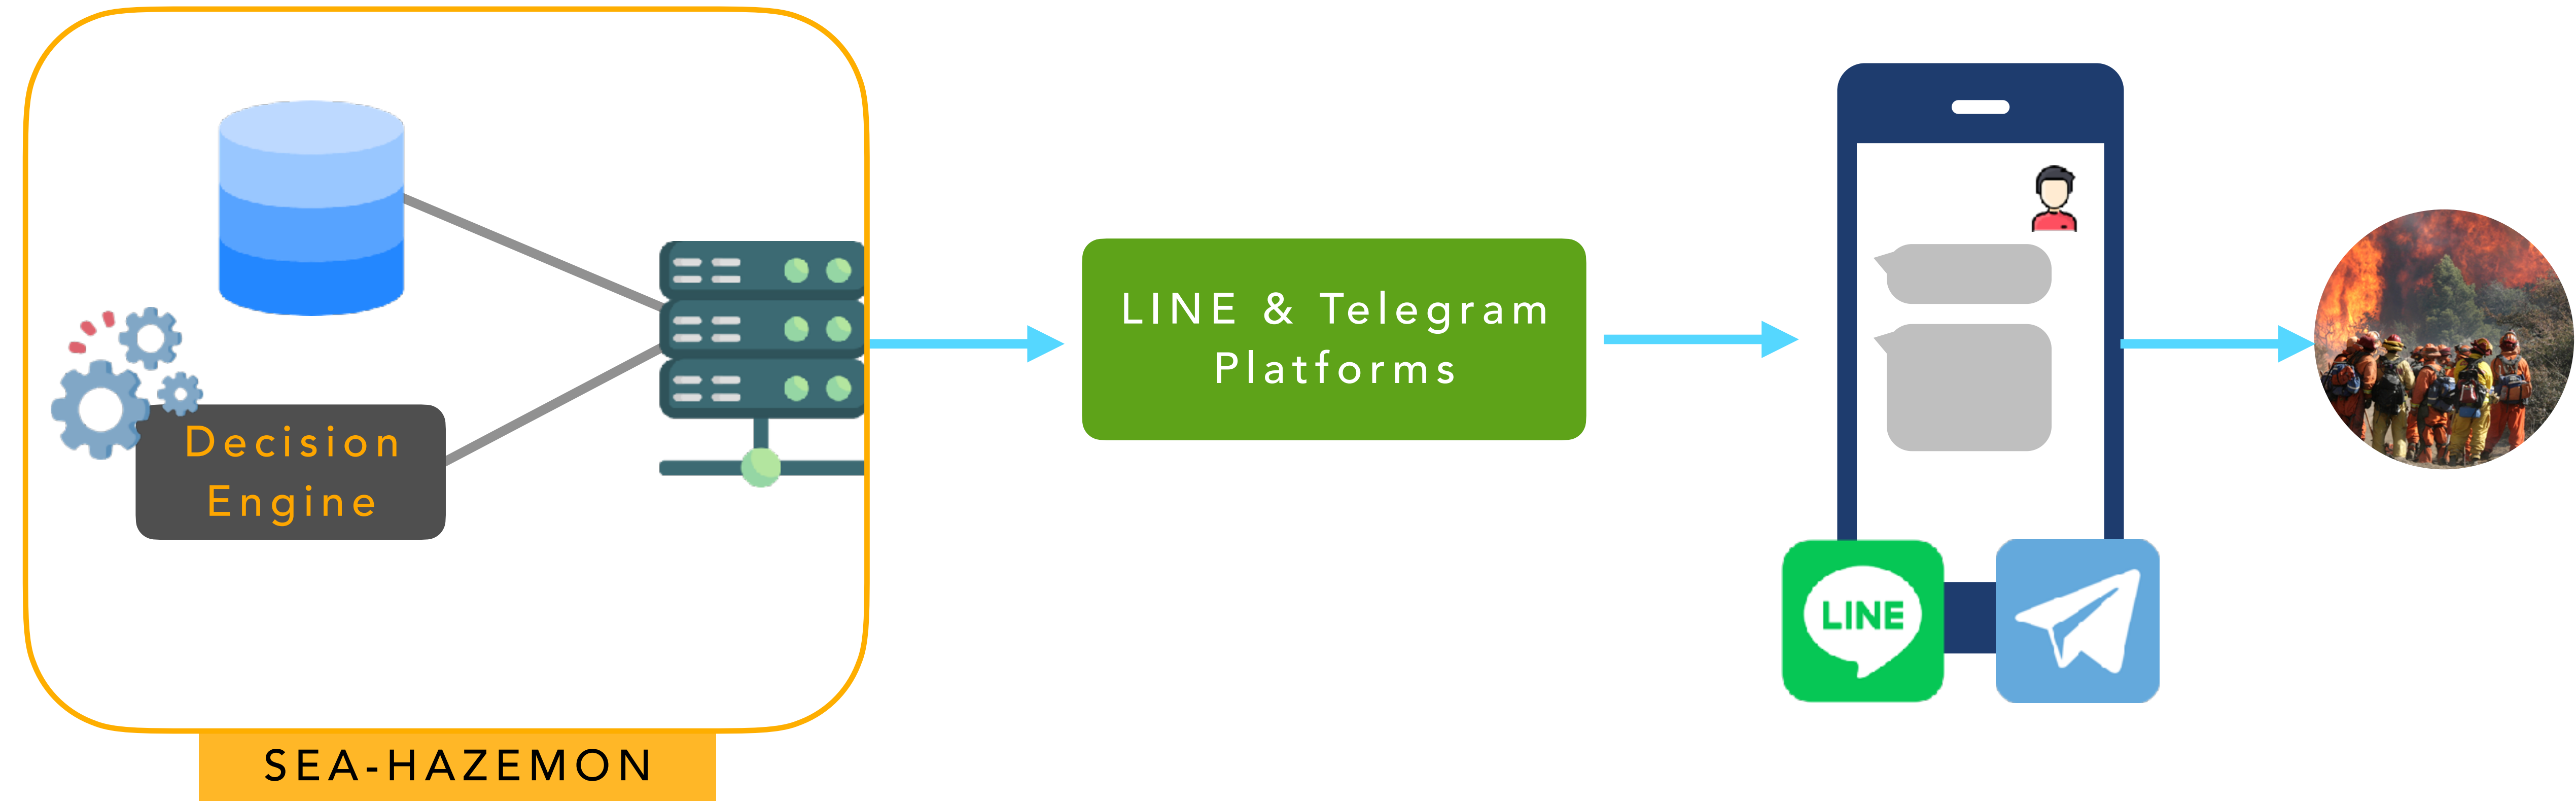 Decision
Engine
SEA-HAZEMON
LINE & Telegram
Platforms
LINE